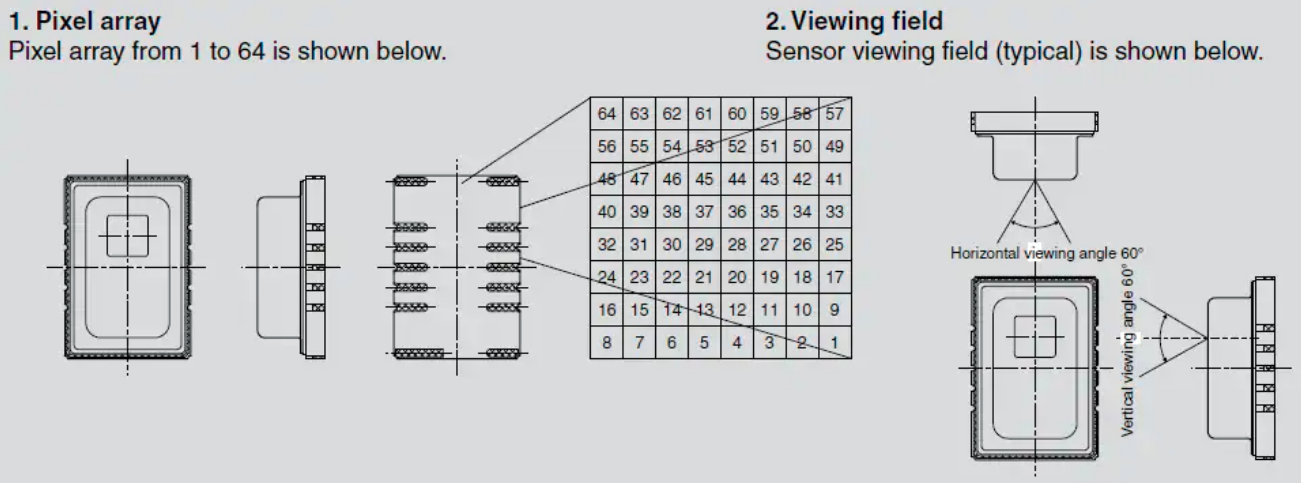 1. Pixel array
Pixel array from 1 to 64 is shown below.
64 63 62 61 60 59 58 57
56 55 54 53 52 51 50 49
48 47 46 45 44 43 42 41
40 39 38 37 36 35 34 33
32 31 30 29 28 27 26 25
24 23 22 21 20 19 18 17
16 15 14 13 12 11 10 9
8 7 6 5 4 3 2 1
2. Viewing field
Sensor viewing field (typical) is shown below.
Horizontal viewing angle 60°
Vertical viewing angle 60°